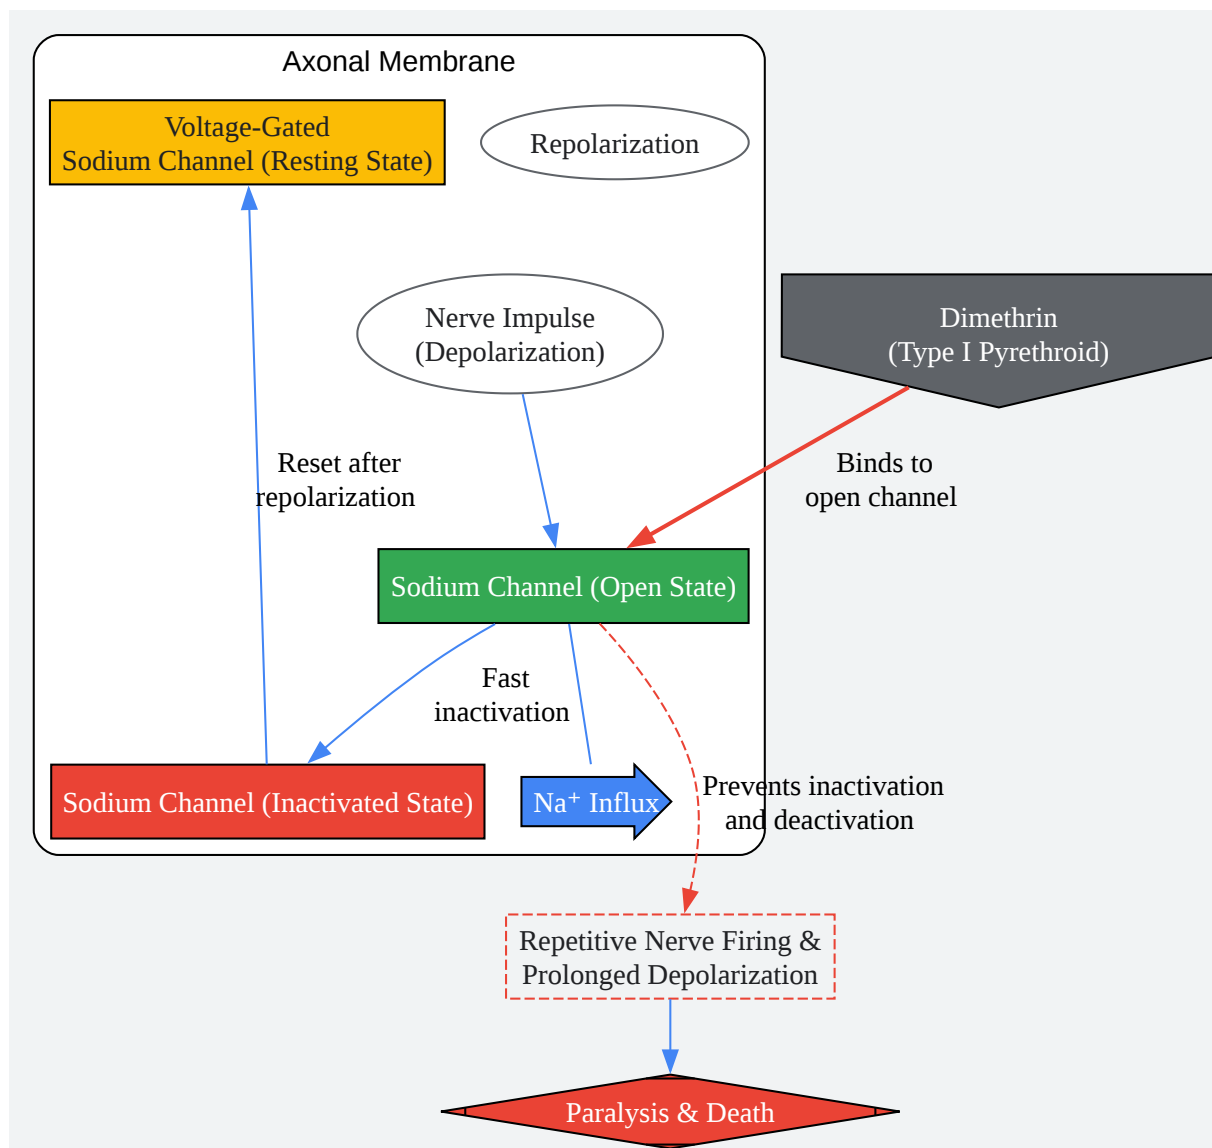 Axonal Membrane
Voltage-Gated
Sodium Channel (Resting State)
Repolarization
Nerve Impulse
(Depolarization)
Dimethrin
(Type I Pyrethroid)
Reset after
repolarization
Binds to
open channel
Sodium Channel (Open State)
Fast
inactivation
Sodium Channel (Inactivated State)
Na⁺ Influx
Prevents inactivation
and deactivation
Repetitive Nerve Firing &
Prolonged Depolarization
Paralysis & Death